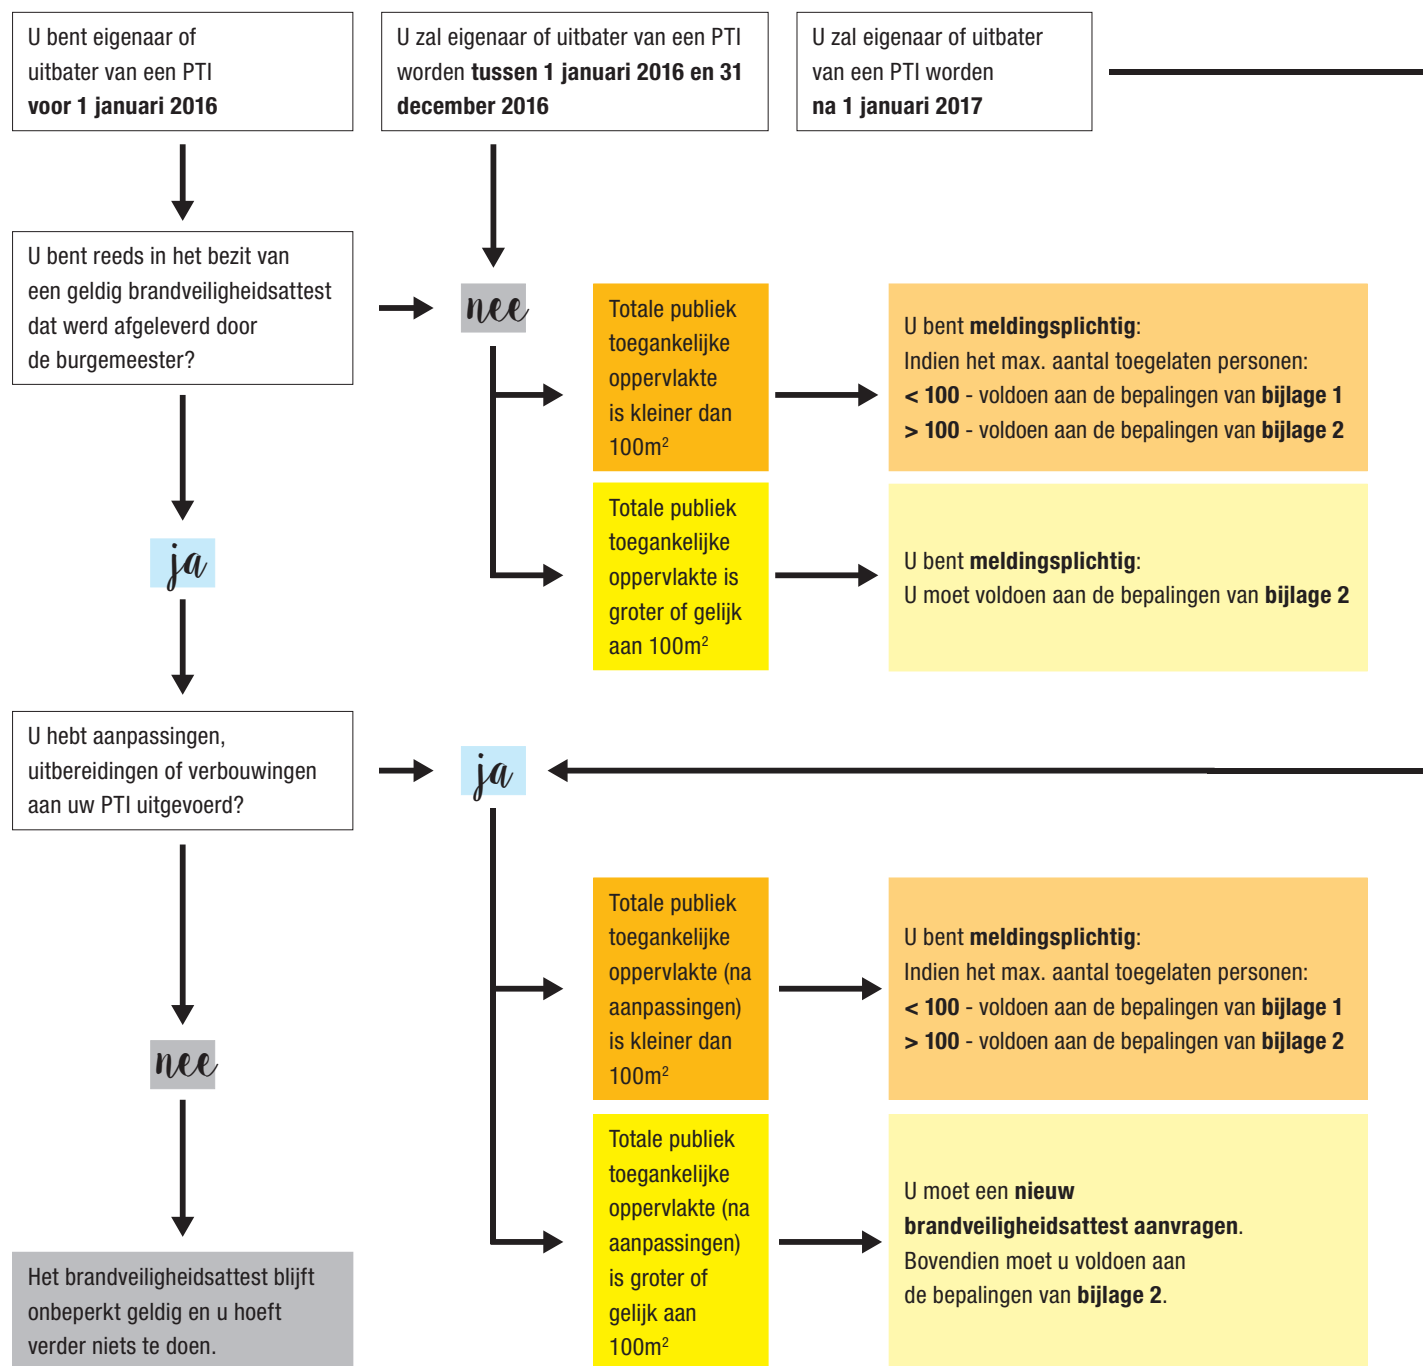 U bent eigenaar of
uitbater van een PTI
voor 1 januari 2016
U zal eigenaar of uitbater van een PTI
worden tussen 1 januari 2016 en 31
december 2016
U zal eigenaar of uitbater
van een PTI worden
na 1 januari 2017
U bent reeds in het bezit van
een geldig brandveiligheidsattest
dat werd afgeleverd door
de burgemeester?
nee
Totale publiek
toegankelijke
oppervlakte
is kleiner dan
100m²
U bent meldingsplichtig:
Indien het max. aantal toegelaten personen:
< 100 - voldoen aan de bepalingen van bijlage 1
> 100 - voldoen aan de bepalingen van bijlage 2
Totale publiek
toegankelijke
oppervlakte is
groter of gelijk
aan 100m²
U bent meldingsplichtig:
U moet voldoen aan de bepalingen van bijlage 2
ja
U hebt aanpassingen,
uitbereidingen of verbouwingen
aan uw PTI uitgevoerd?
ja
Totale publiek
toegankelijke
oppervlakte (na
aanpassingen)
is kleiner dan
100m²
U bent meldingsplichtig:
Indien het max. aantal toegelaten personen:
< 100 - voldoen aan de bepalingen van bijlage 1
> 100 - voldoen aan de bepalingen van bijlage 2
nee
Totale publiek
toegankelijke
oppervlakte (na
aanpassingen)
is groter of
gelijk aan
100m²
U moet een nieuw
brandveiligheidsattest aanvragen.
Bovendien moet u voldoen aan
de bepalingen van bijlage 2.
Het brandveiligheidsattest blijft
onbeperkt geldig en u hoeft
verder niets te doen.